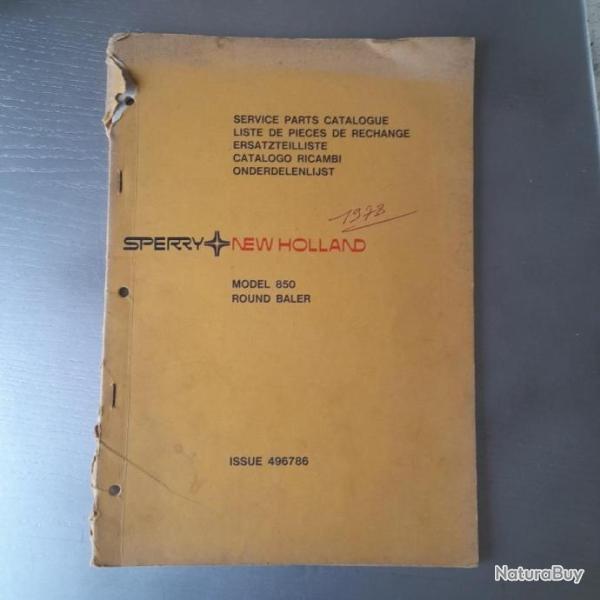 SERVICE PARTS CATALOGUE
LISTE DE PIECES DE RECHANGE
ERSATZTEILLISTE
CATALOGO RICAMBI
ONDERDELENLIJST
1978
SPERRY NEW HOLLAND
MODEL 850
ROUND BALER
ISSUE 496786
NaturaBuy